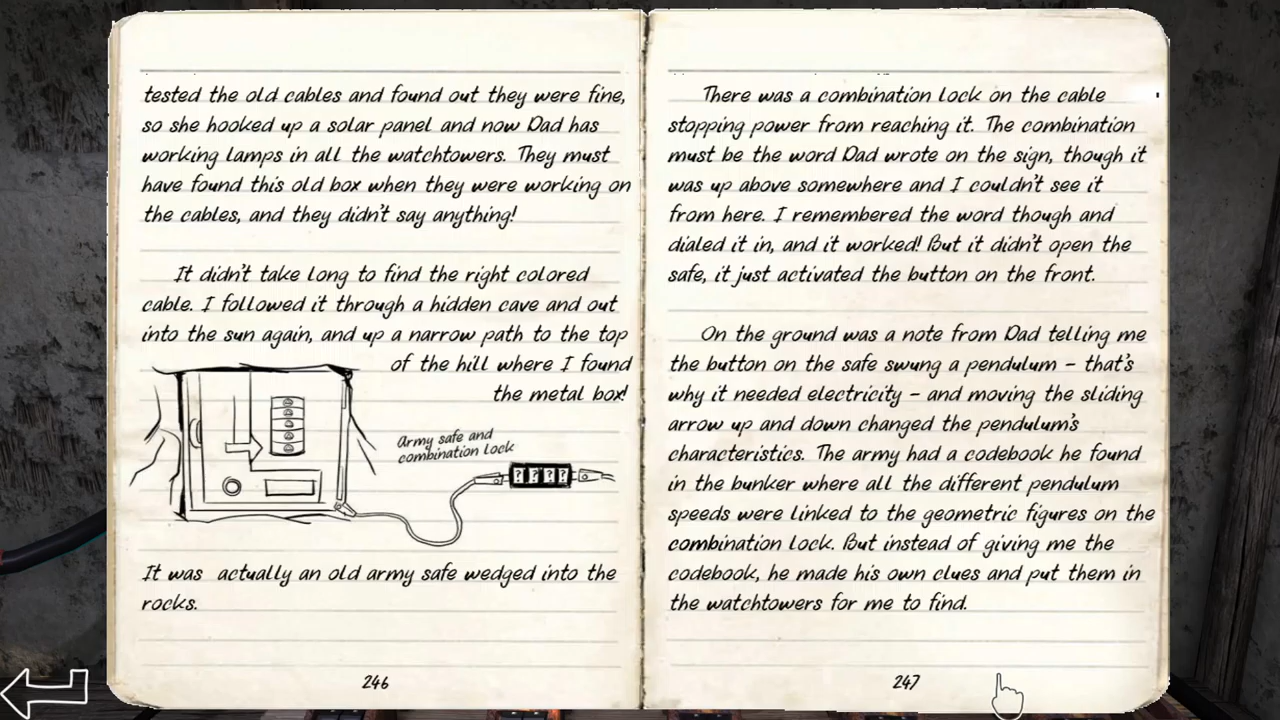 tested the old cables and found out they were fine,
so she hooked up a solar panel and now Dad has
working lamps in all the watchtowers. They must
have found this old box when they were working on
the cables, and they didn't say anything!
It didn't take long to find the right colored
cable. I followed it through a hidden cave and out
into the sun again, and up a narrow path to the top
of the hill where I found
the metal box!
Army safe and
combination lock
? ? ? ?
It was actually an old army safe wedged into the
rocks.
246
There was a combination lock on the cable
stopping power from reaching it. The combination
must be the word Dad wrote on the sign, though it
was up above somewhere and I couldn't see it
from here. I remembered the word though and
dialed it in, and it worked! But it didn't open the
safe, it just activated the button on the front.
On the ground was a note from Dad telling me
the button on the safe swung a pendulum - that's
why it needed electricity - and moving the sliding
arrow up and down changed the pendulum's
characteristics. The army had a codebook he found
in the bunker where all the different pendulum
speeds were linked to the geometric figures on the
combination lock. But instead of giving me the
codebook, he made his own clues and put them in
the watchtowers for me to find.
247